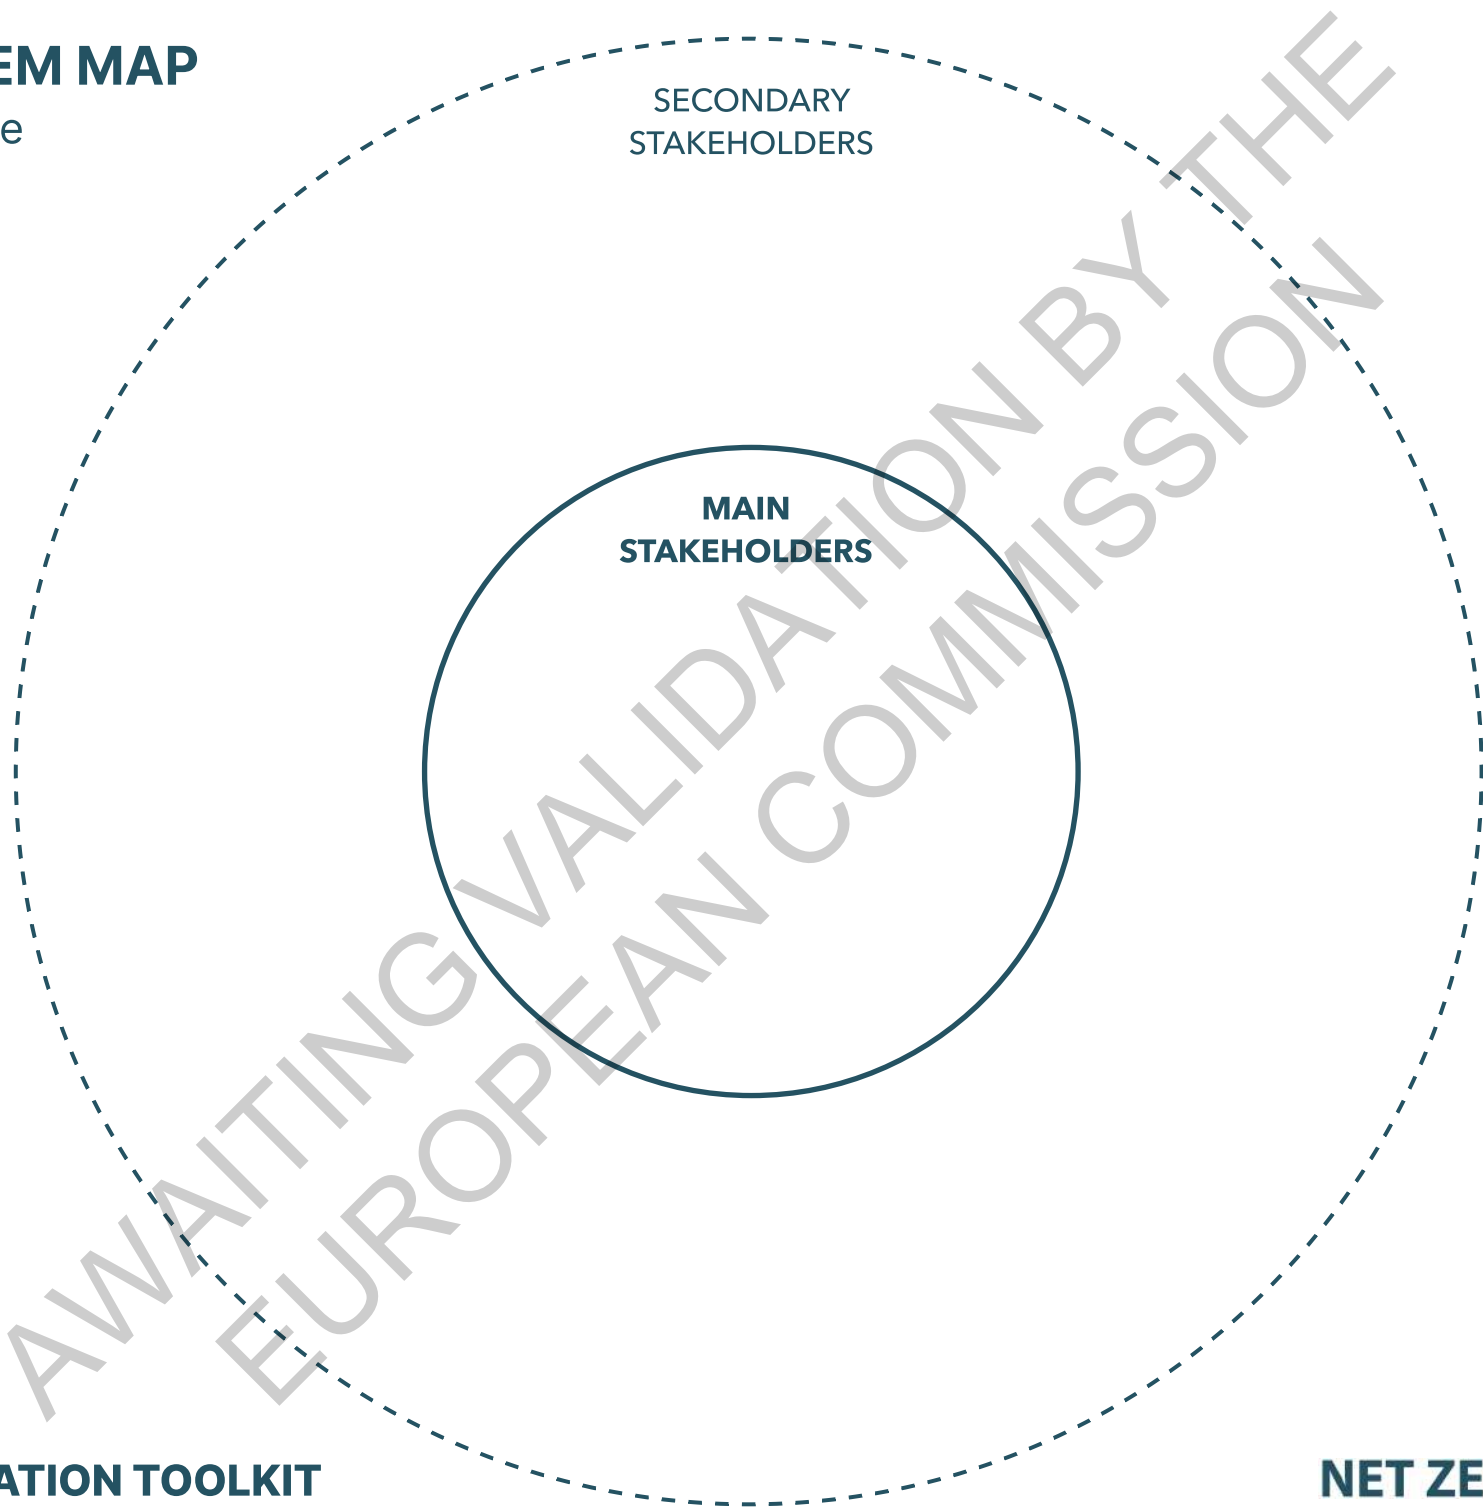 EM MAP
e
SECONDARY
STAKEHOLDERS
MAIN
STAKEHOLDERS
AWAITING VALIDATION BY THE
EUROPEAN COMMISSION
ATION TOOLKIT
NET ZE